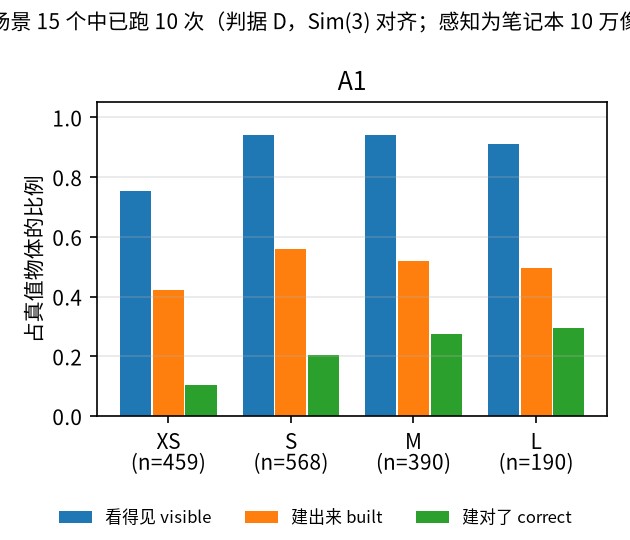 场景 15 个中已跑 10 次（判据 D，Sim(3) 对齐；感知为笔记本 10 万像
A1
占真值物体的比例
1.0
0.8
0.6
0.4
0.2
0.0
XS S M L
(n=459) (n=568) (n=390) (n=190)
看得见 visible 建出来 built 建对了 correct